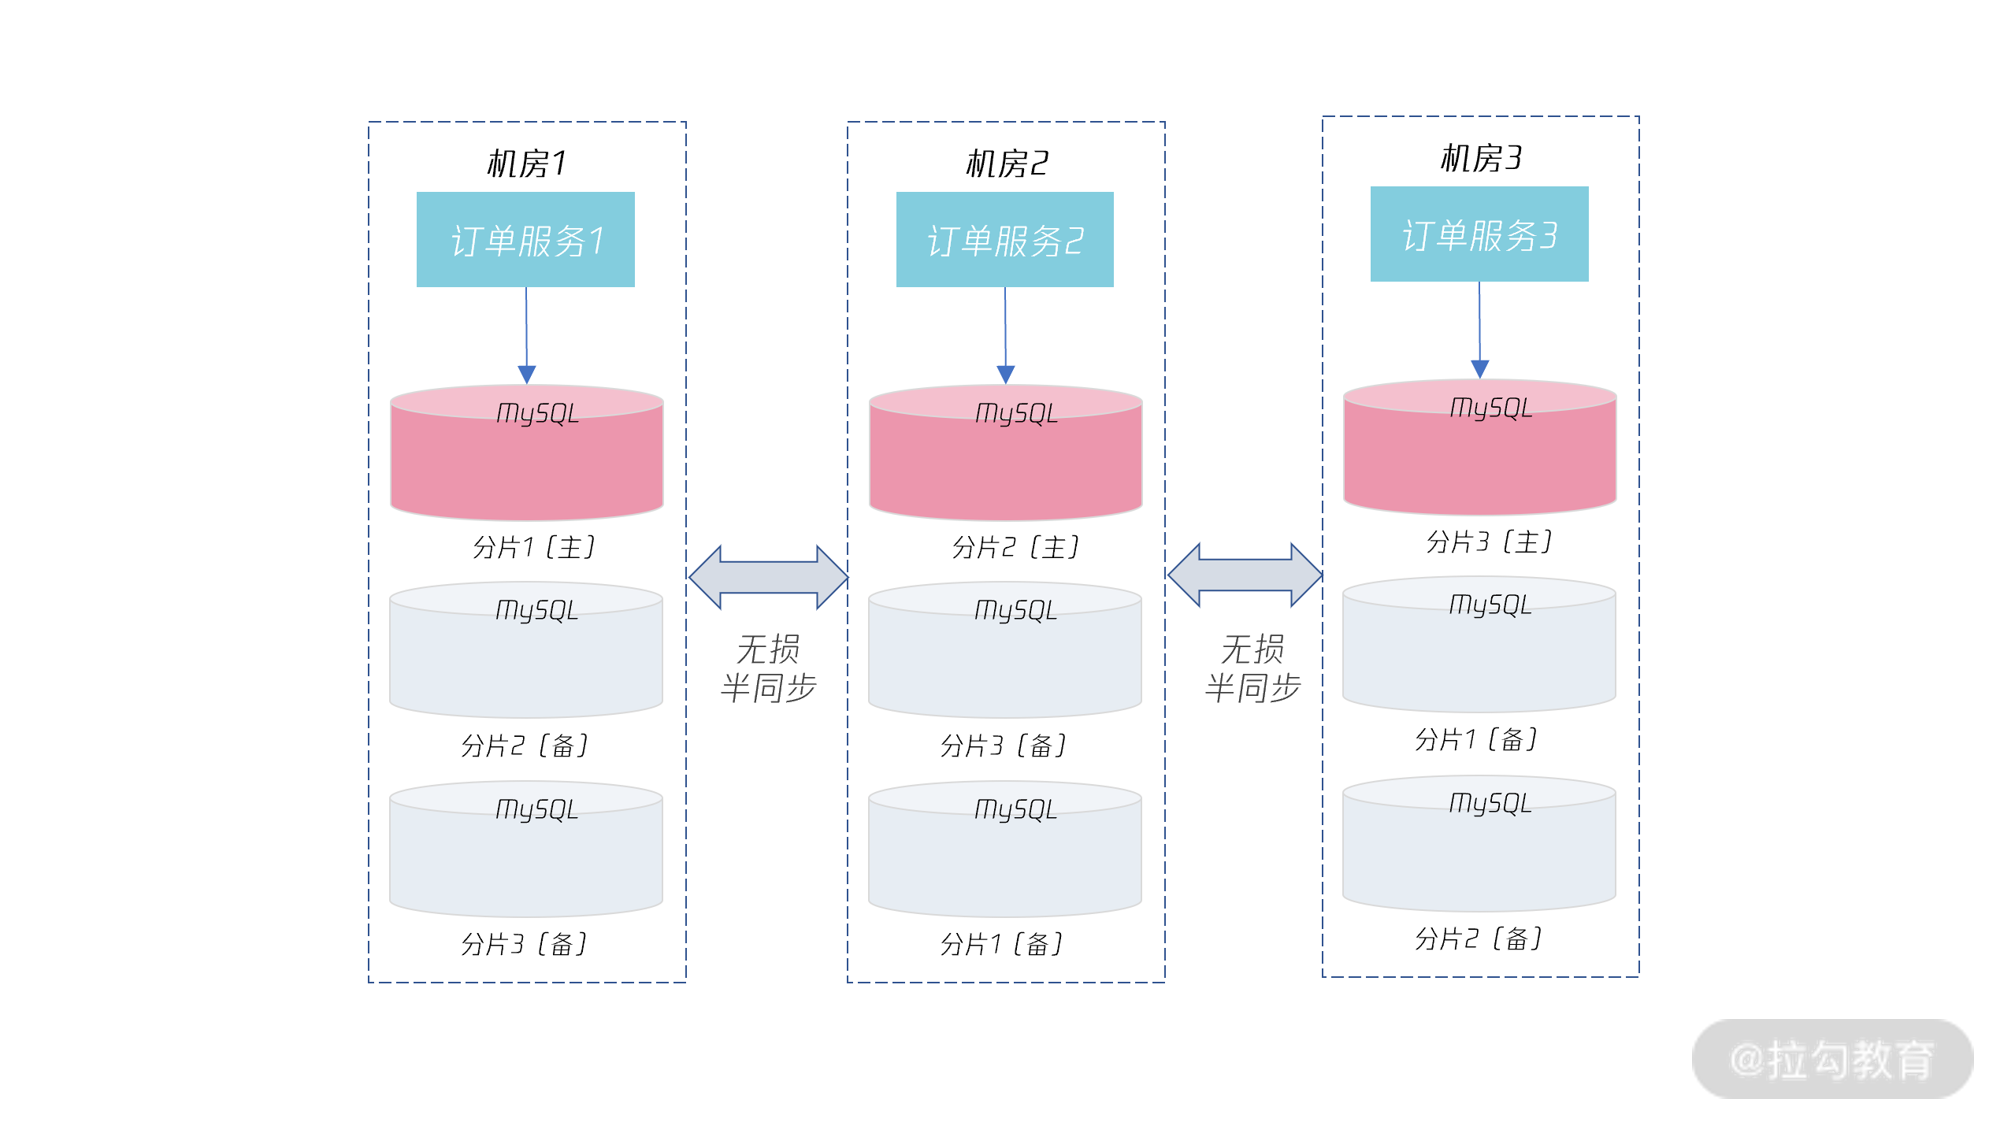 机房1
订单服务1
MySQL
分片1（主）
MySQL
分片2（备）
MySQL
分片3（备）
无损
半同步
机房2
订单服务2
MySQL
分片2（主）
MySQL
分片3（备）
MySQL
分片1（备）
无损
半同步
机房3
订单服务3
MySQL
分片3（主）
MySQL
分片1（备）
MySQL
分片2（备）
@拉勾教育